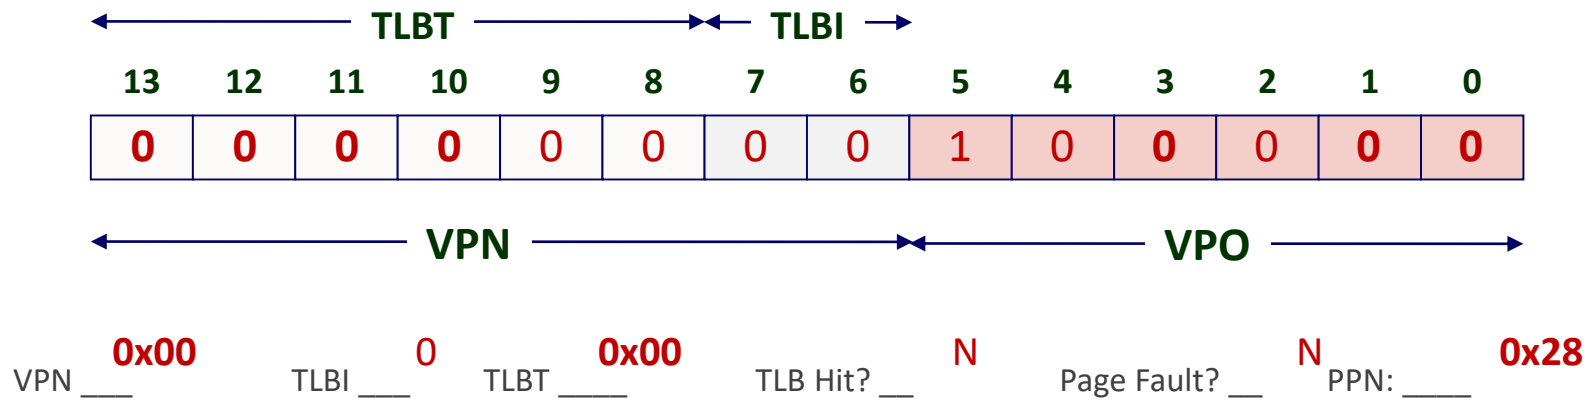 TLBT TLBI
13 12 11 10 9 8 7 6 5 4 3 2 1 0
0 0 0 0 0 0 0 0 1 0 0 0 0 0
VPN VPO
0x00 0 0x00 N N 0x28
VPN ___ TLBI ___ TLBT ____ TLB Hit? __ Page Fault? __ PPN: ____